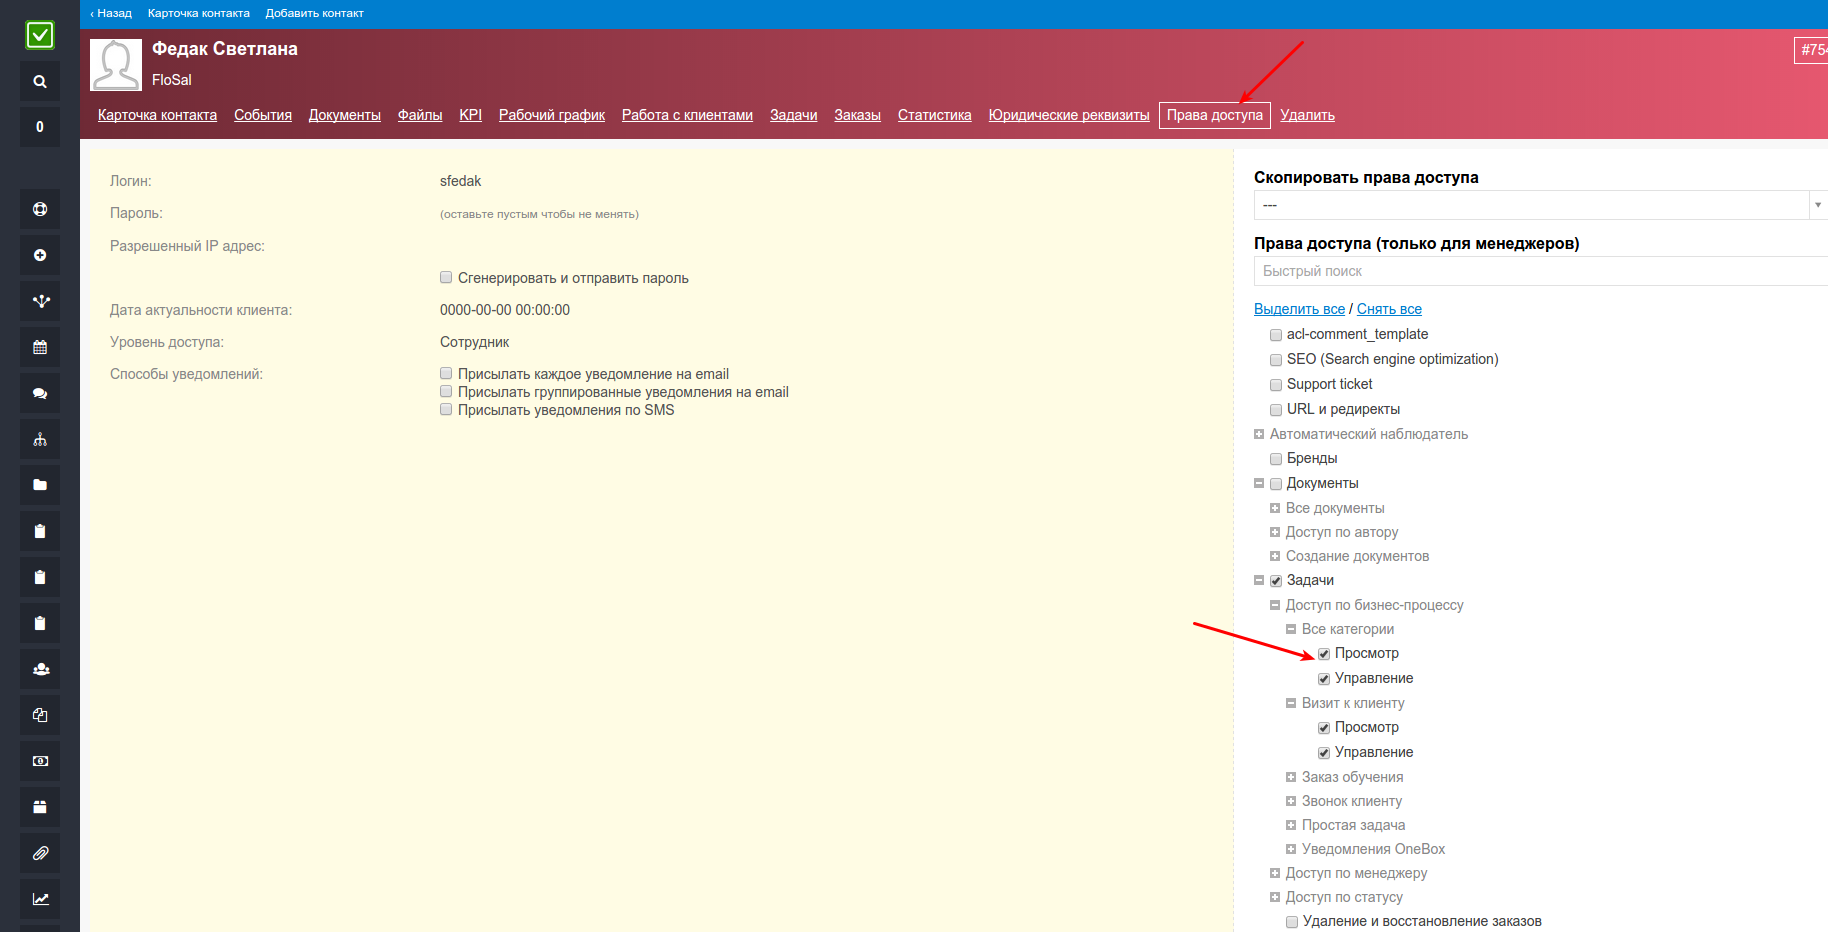 ‹ Назад Карточка контакта Добавить контакт
Федак Светлана
#754
FloSal
Карточка контакта События Документы Файлы KPI Рабочий график Работа с клиентами Задачи Заказы Статистика Юридические реквизиты Права доступа Удалить
0
Логин: sfedak
Пароль: (оставьте пустым чтобы не менять)
Разрешенный IP адрес:
Сгенерировать и отправить пароль
Дата актуальности клиента: 0000-00-00 00:00:00
Уровень доступа: Сотрудник
Способы уведомлений: Присылать каждое уведомление на email
Присылать группированные уведомления на email
Присылать уведомления по SMS
Скопировать права доступа
---
Права доступа (только для менеджеров)
Быстрый поиск
Выделить все / Снять все
acl-comment_template
SEO (Search engine optimization)
Support ticket
URL и редиректы
Автоматический наблюдатель
Бренды
Документы
Все документы
Доступ по автору
Создание документов
Задачи
Доступ по бизнес-процессу
Все категории
Просмотр
Управление
Визит к клиенту
Просмотр
Управление
Заказ обучения
Звонок клиенту
Простая задача
Уведомления OneBox
Доступ по менеджеру
Доступ по статусу
Удаление и восстановление заказов